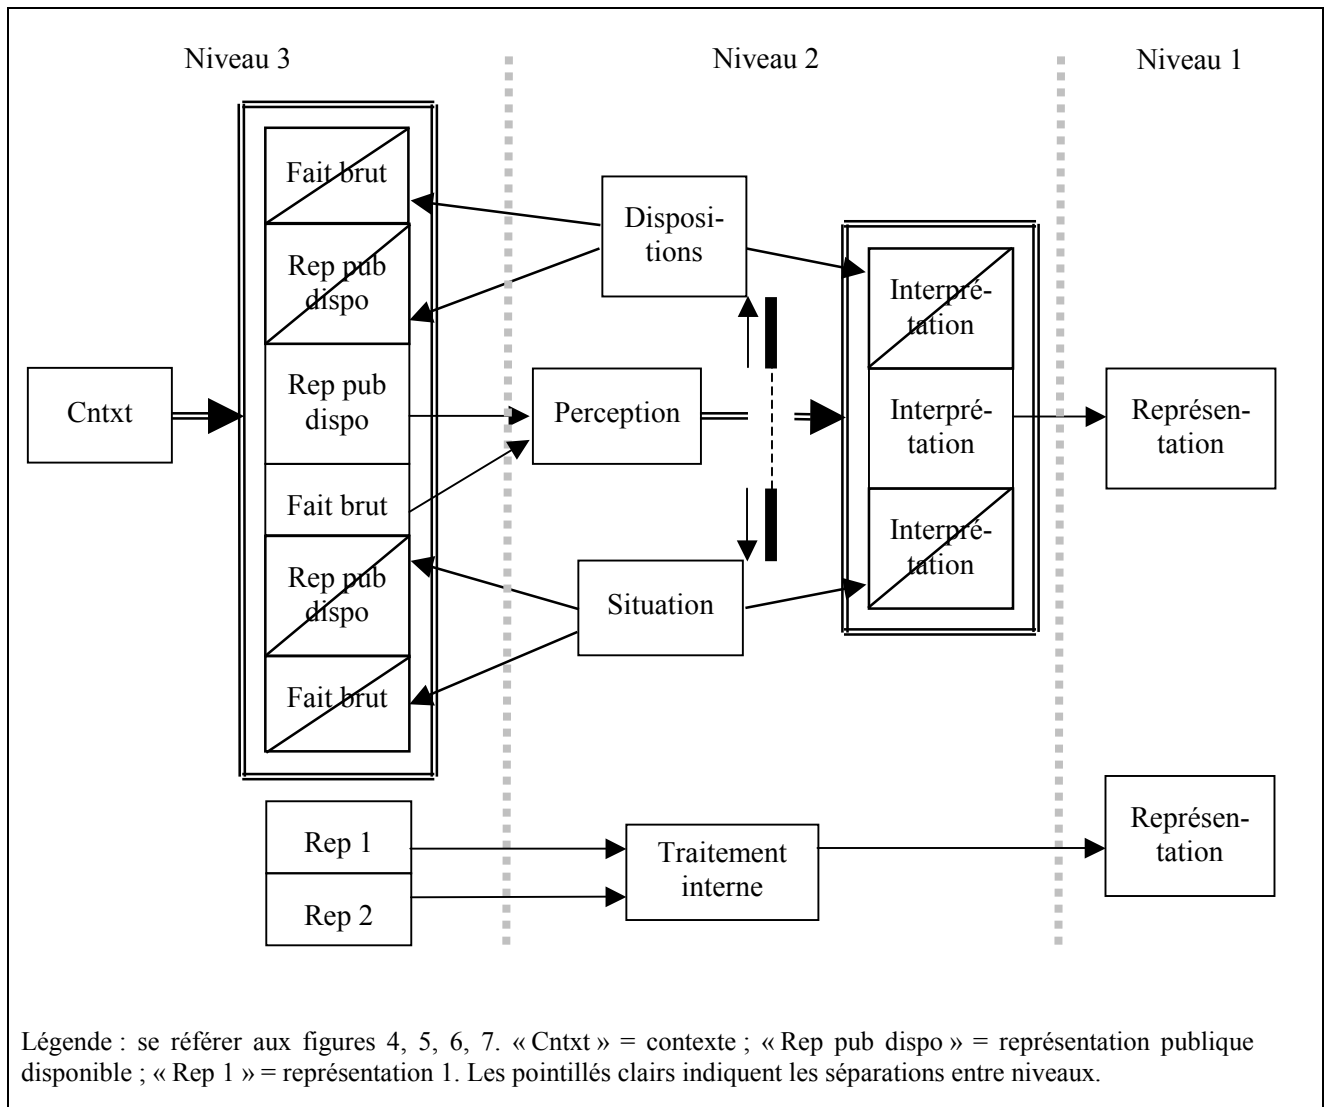 Niveau 3
Niveau 2
Niveau 1
Fait brut
Rep pub
dispo
Rep pub
dispo
Fait brut
Rep pub
dispo
Fait brut
Cntxt
Disposi-
tions
Perception
Situation
Interpré-
tation
Interpré-
tation
Interpré-
tation
Représen-
tation
Rep 1
Rep 2
Traitement
interne
Représen-
tation
Légende : se référer aux figures 4, 5, 6, 7. « Cntxt » = contexte ; « Rep pub dispo » = représentation publique
disponible ; « Rep 1 » = représentation 1. Les pointillés clairs indiquent les séparations entre niveaux.